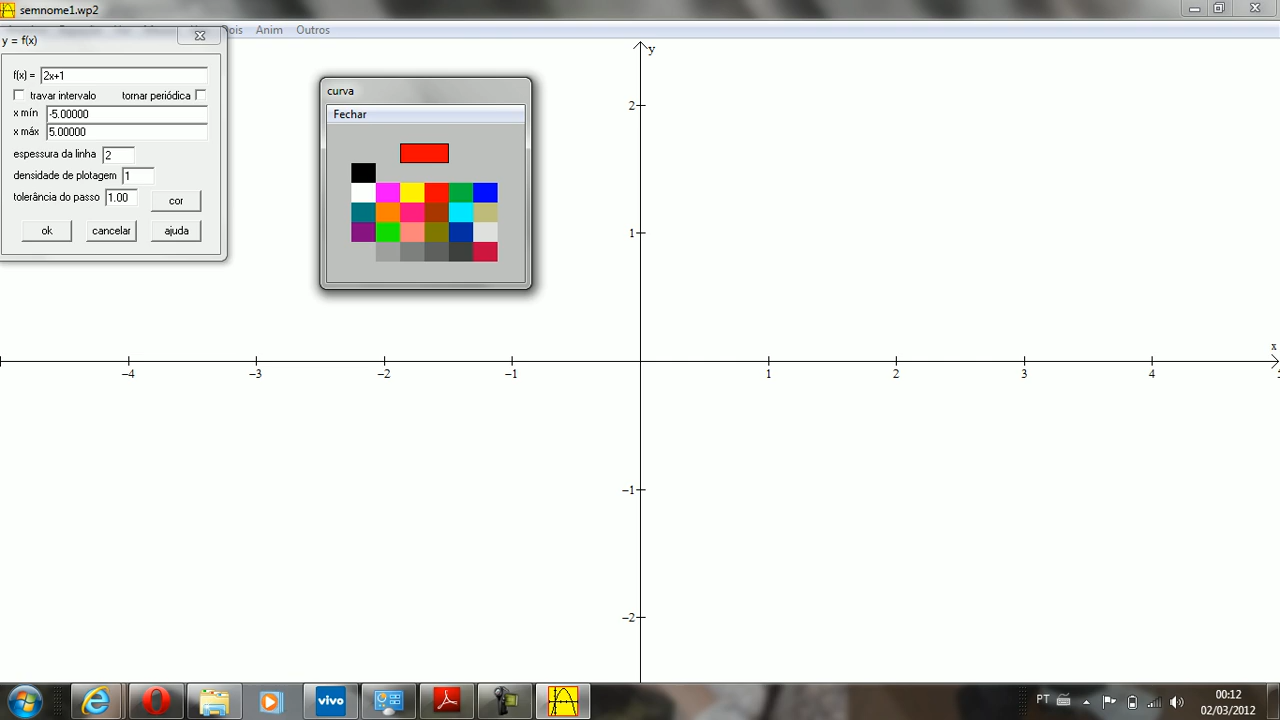 semnome1.wp2
Dois Anim Outros
y = f(x)
f(x) = 2x+1
travar intervalo tornar periódica
x mín -5.00000
x máx 5.00000
espessura da linha 2
densidade de plotagem 1
tolerância do passo 1.00
cor
ok cancelar ajuda
curva
Fechar
y
2
1
x
−4 −3 −2 −1 1 2 3 4 5
−1
−2
vivo
PT
00:12
02/03/2012